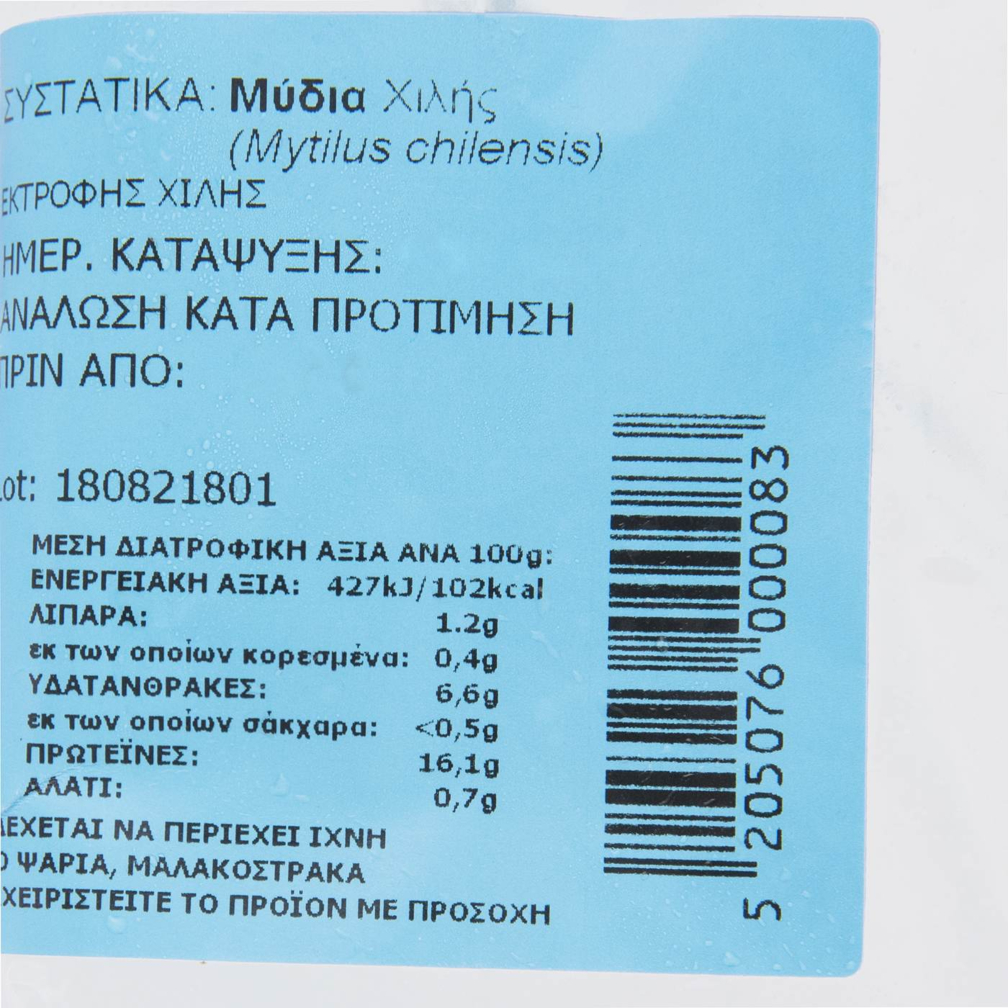 ΣΥΣΤΑΤΙΚΑ: Μύδια Χιλής
(Mytilus chilensis)
ΕΚΤΡΟΦΗΣ ΧΙΛΗΣ
ΗΜΕΡ. ΚΑΤΑΨΥΞΗΣ:
ΑΝΑΛΩΣΗ ΚΑΤΑ ΠΡΟΤΙΜΗΣΗ
ΠΡΙΝ ΑΠΟ:
Lot: 180821801
ΜΕΣΗ ΔΙΑΤΡΟΦΙΚΗ ΑΞΙΑ ΑΝΑ 100g:
ΕΝΕΡΓΕΙΑΚΗ ΑΞΙΑ: 427kJ/102kcal
ΛΙΠΑΡΑ: 1.2g
εκ των οποίων κορεσμένα: 0,4g
ΥΔΑΤΑΝΘΡΑΚΕΣ: 6,6g
εκ των οποίων σάκχαρα: <0,5g
ΠΡΩΤΕΪΝΕΣ: 16,1g
ΑΛΑΤΙ: 0,7g
ΔΕΧΕΤΑΙ ΝΑ ΠΕΡΙΕΧΕΙ ΙΧΝΗ
ΨΑΡΙΑ, ΜΑΛΑΚΟΣΤΡΑΚΑ
ΧΕΙΡΙΣΤΕΙΤΕ ΤΟ ΠΡΟΪΟΝ ΜΕ ΠΡΟΣΟΧΗ
5 205076 000083